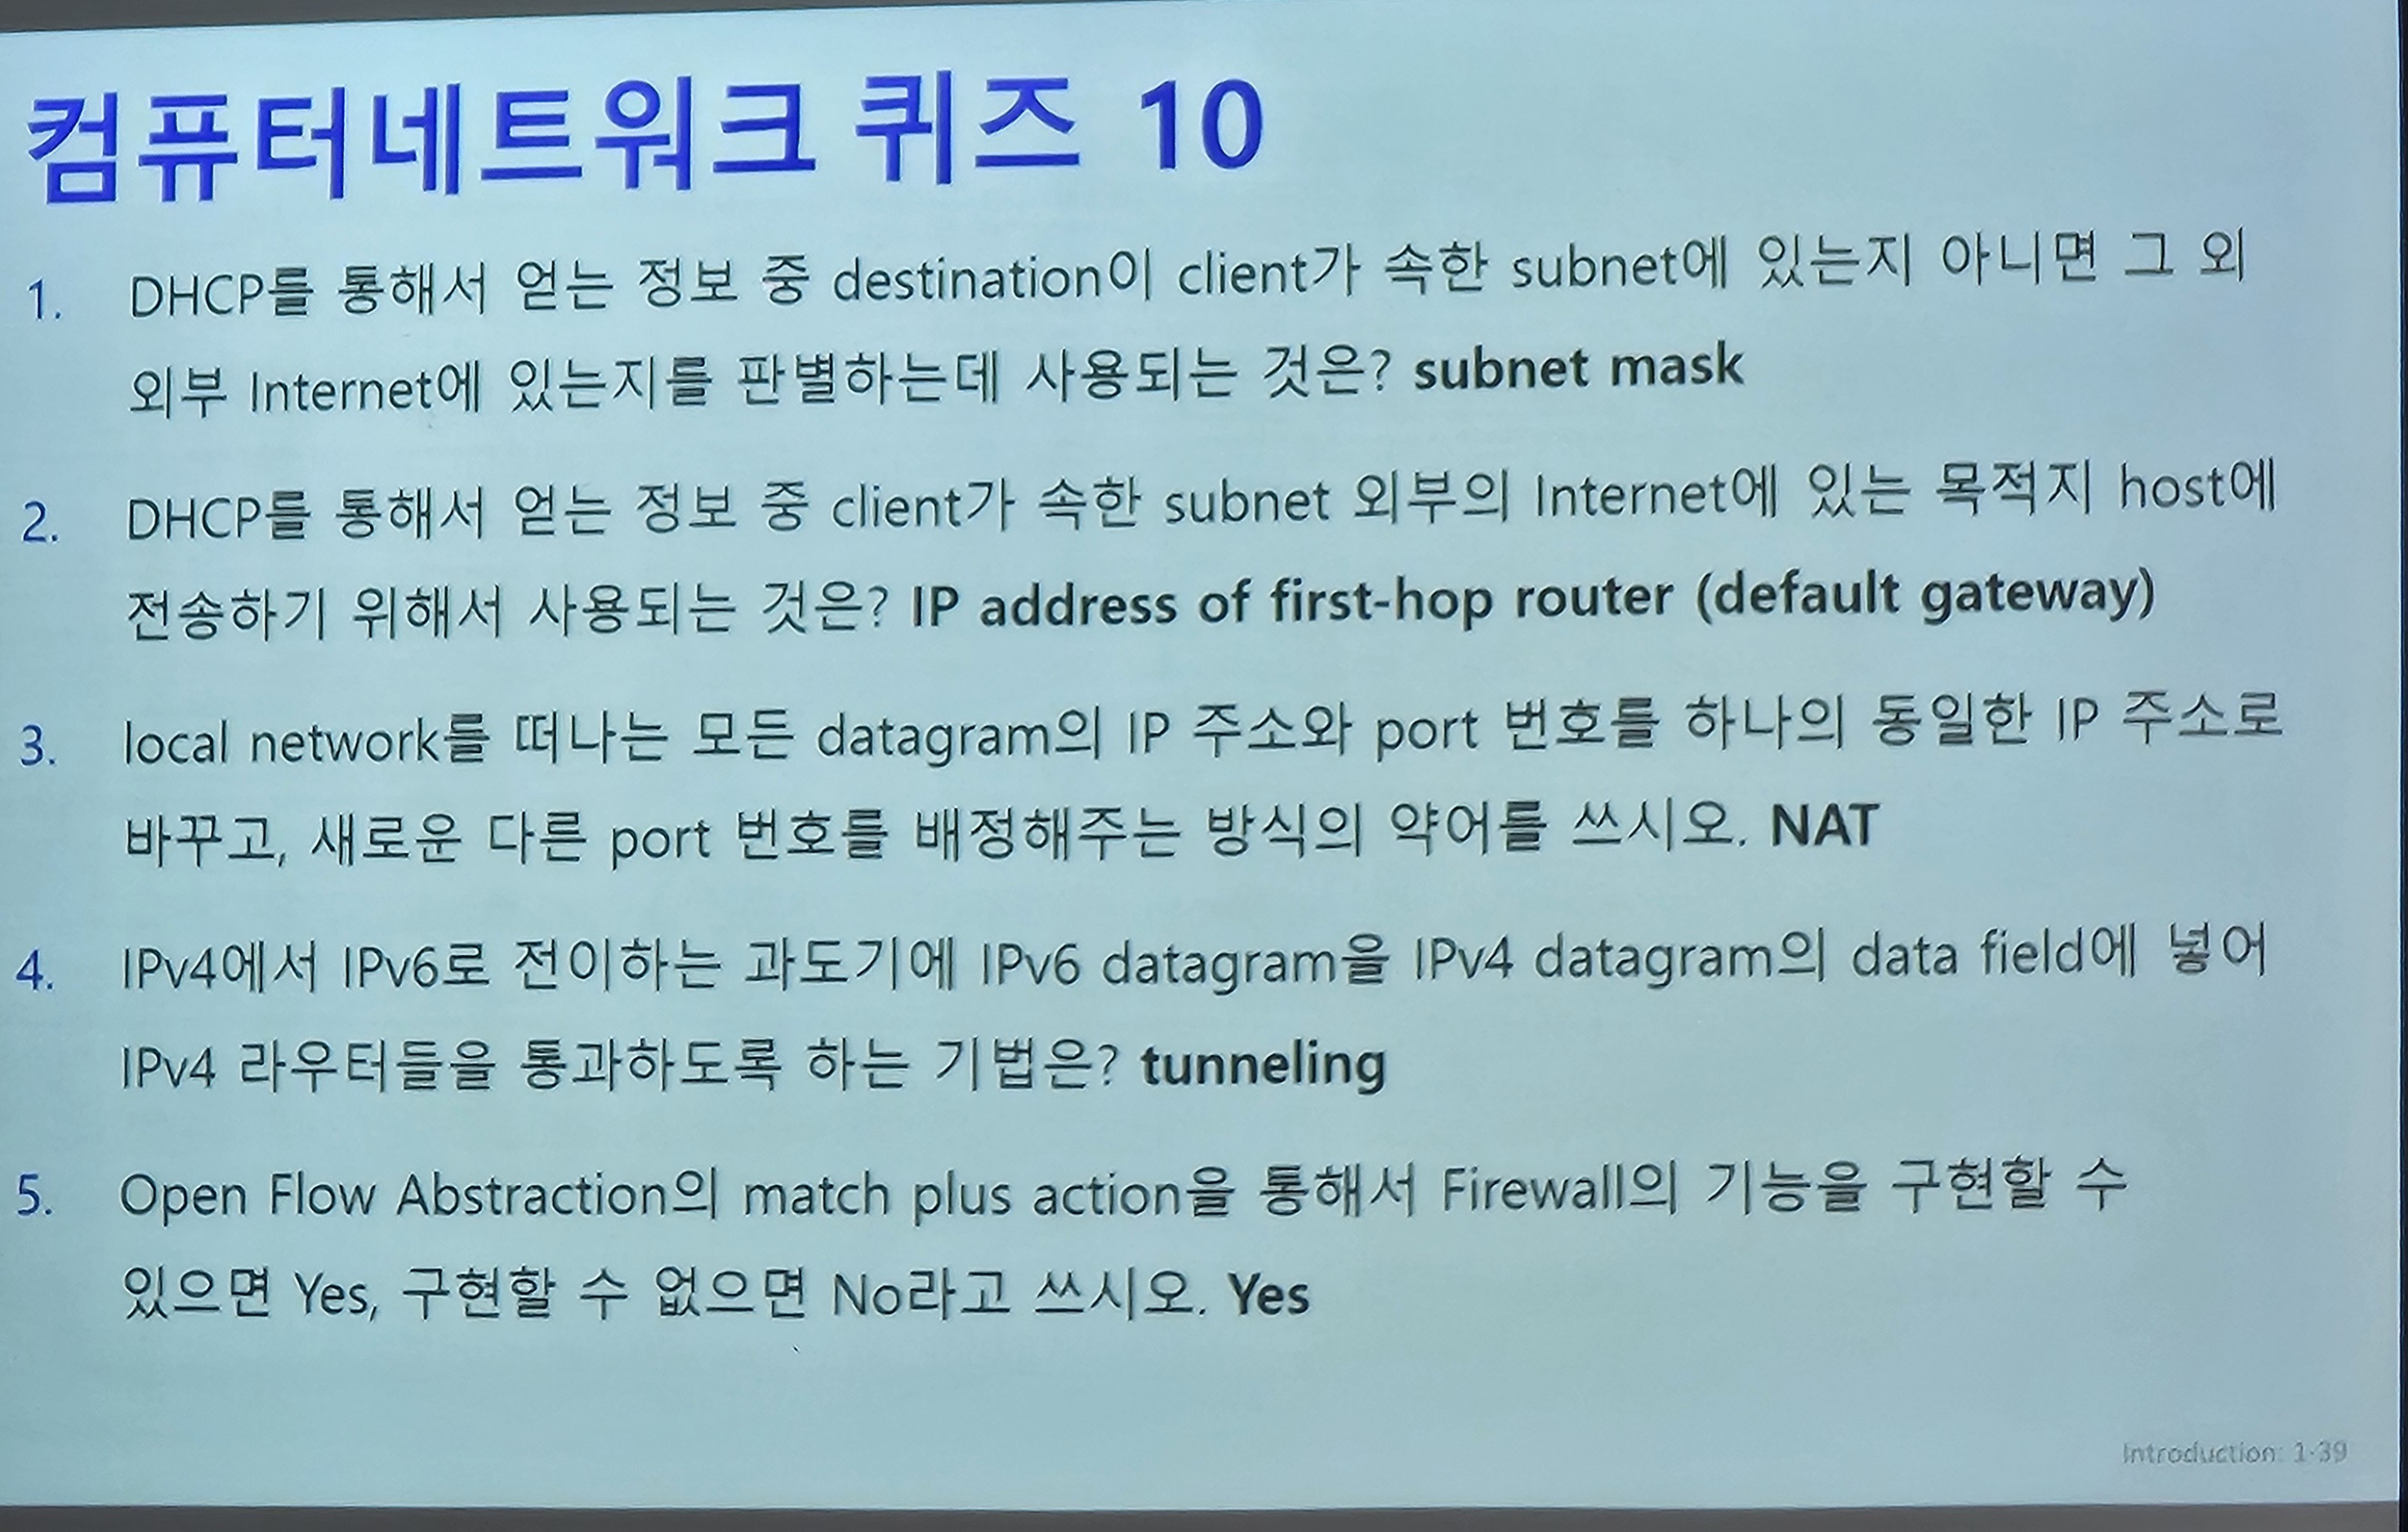 컴퓨터네트워크 퀴즈 10
1. DHCP를 통해서 얻는 정보 중 destination이 client가 속한 subnet에 있는지 아니면 그 외
외부 Internet에 있는지를 판별하는데 사용되는 것은? subnet mask
2. DHCP를 통해서 얻는 정보 중 client가 속한 subnet 외부의 Internet에 있는 목적지 host에
전송하기 위해서 사용되는 것은? IP address of first-hop router (default gateway)
3. local network를 떠나는 모든 datagram의 IP 주소와 port 번호를 하나의 동일한 IP 주소로
바꾸고, 새로운 다른 port 번호를 배정해주는 방식의 약어를 쓰시오. NAT
4. IPv4에서 IPv6로 전이하는 과도기에 IPv6 datagram을 IPv4 datagram의 data field에 넣어
IPv4 라우터들을 통과하도록 하는 기법은? tunneling
5. Open Flow Abstraction의 match plus action을 통해서 Firewall의 기능을 구현할 수
있으면 Yes, 구현할 수 없으면 No라고 쓰시오. Yes
Introduction: 1-39